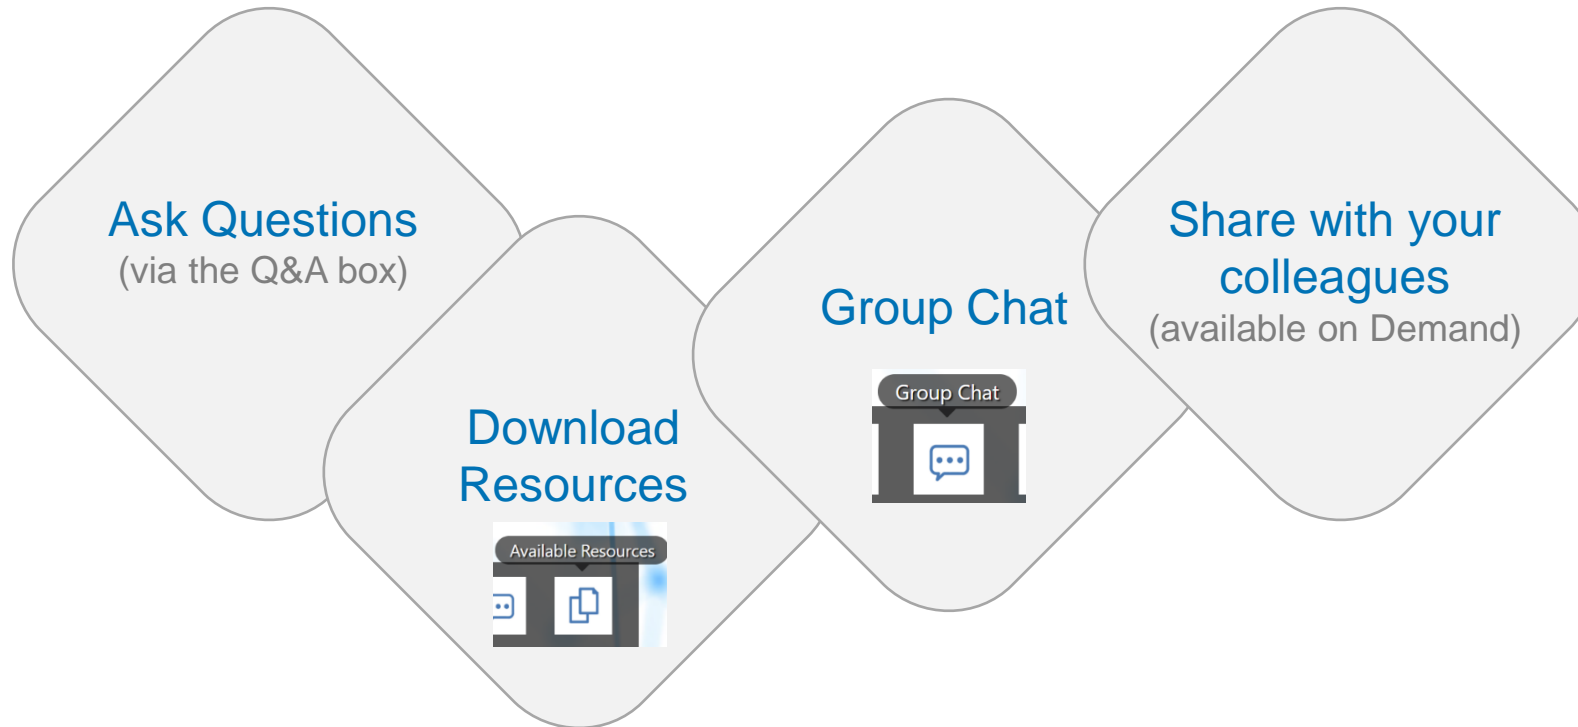 Ask Questions
(via the Q&A box)
Download
Resources
Available Resources
Group Chat
Group Chat
Share with your
colleagues
(available on Demand)